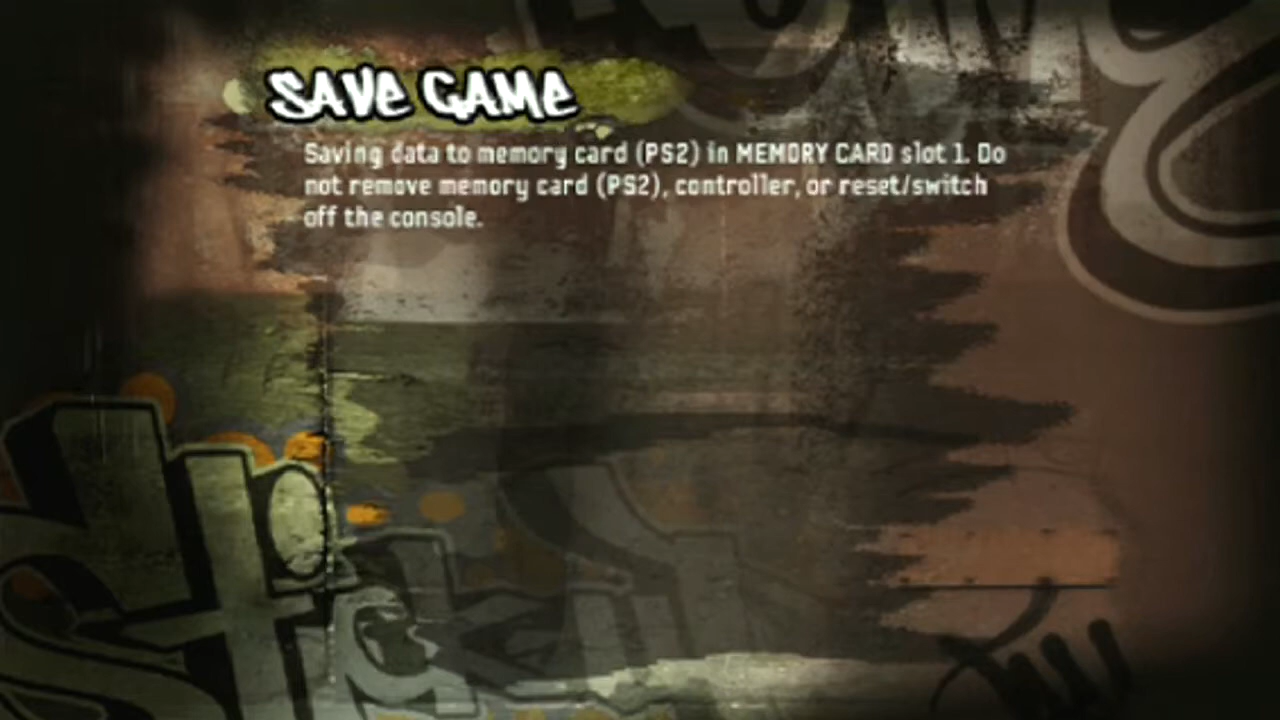 SAVE GAME
Saving data to memory card (PS2) in MEMORY CARD slot 1. Do
not remove memory card (PS2), controller, or reset/switch
off the console.